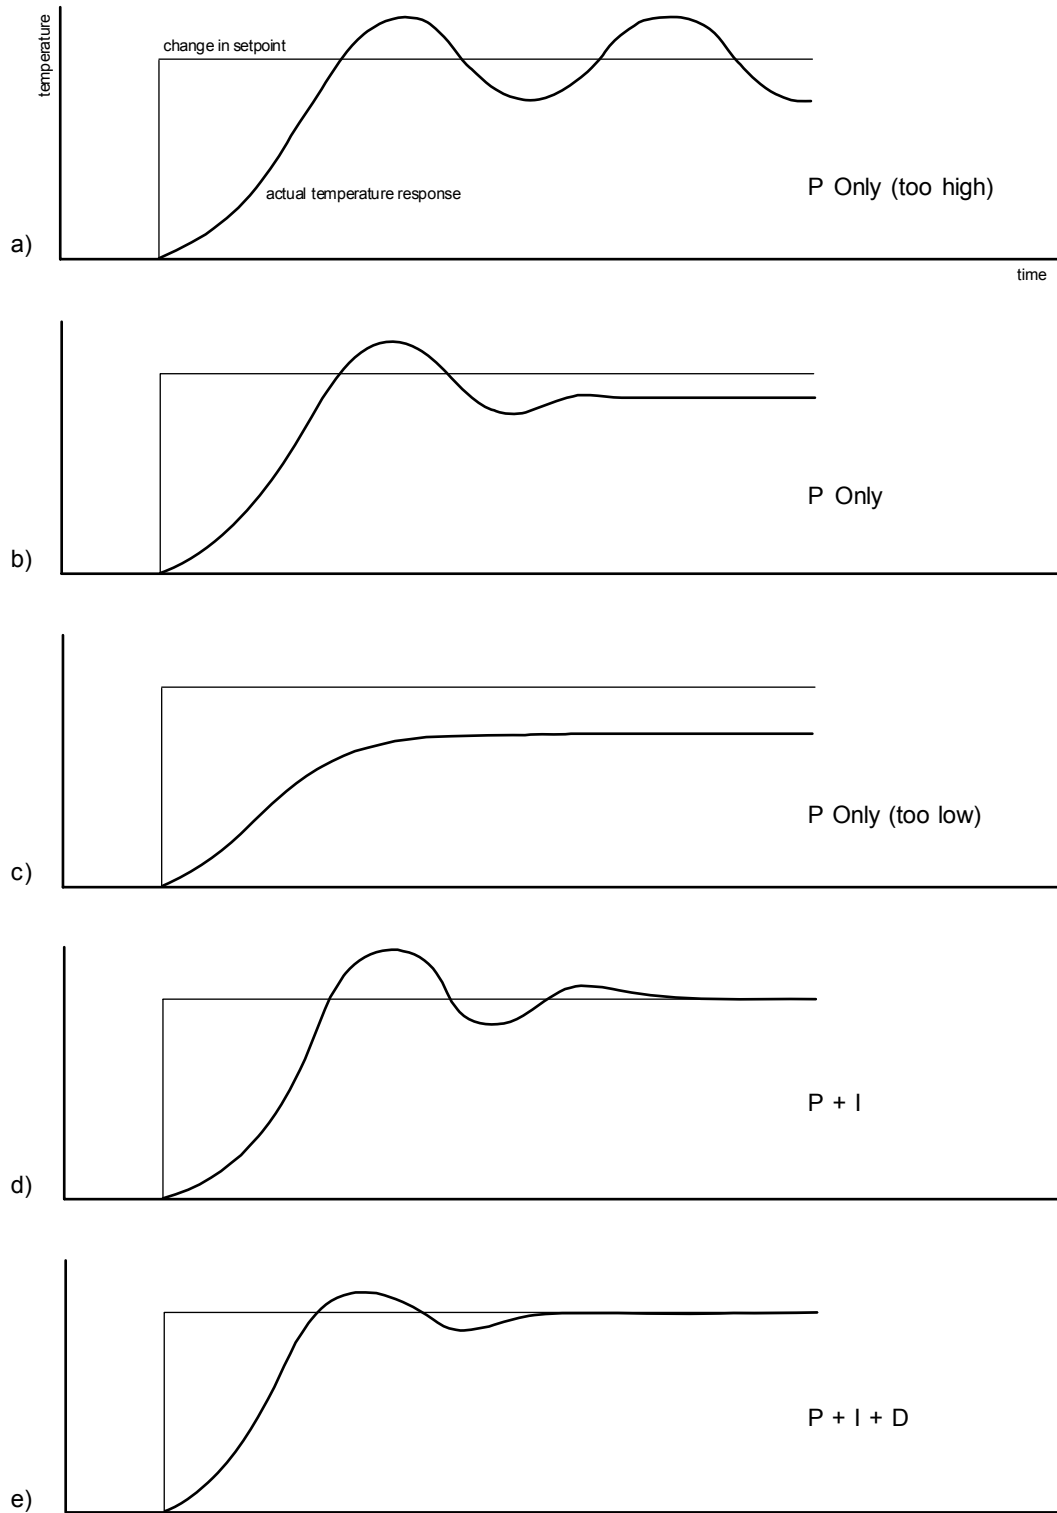 temperature
change in setpoint
actual temperature response
P Only (too high)
a)
time
P Only
b)
P Only (too low)
c)
P + I
d)
P + I + D
e)